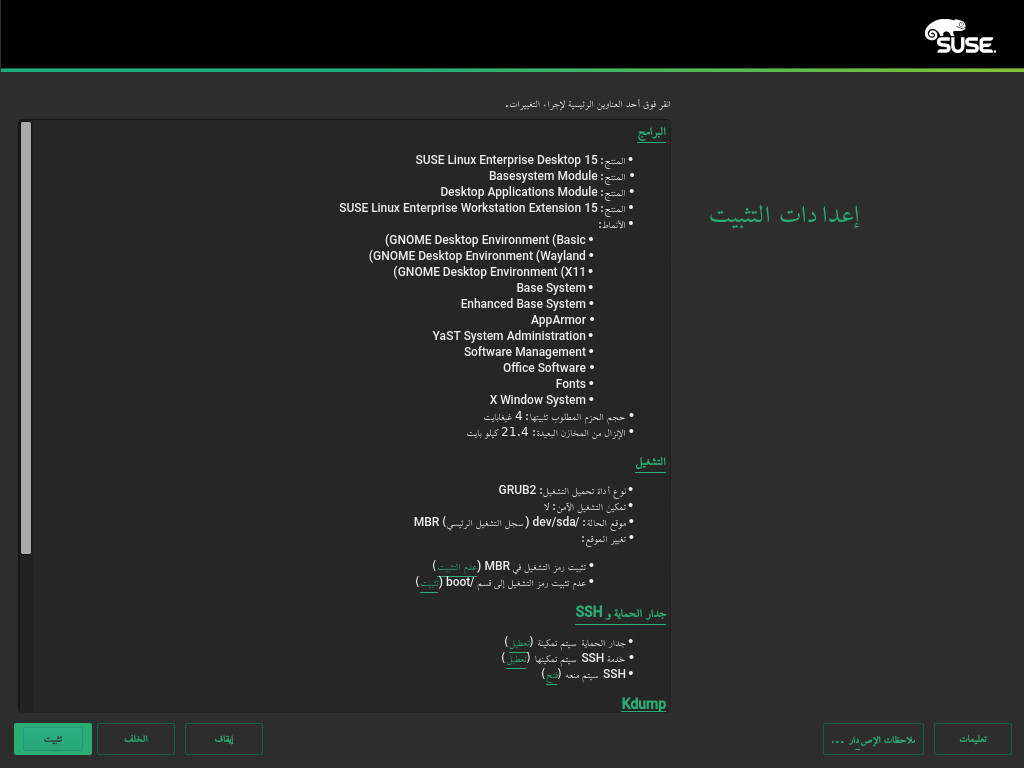 SUSE
انقر فوق أحد العناوين الرئيسية لإجراء التغييرات.
إعدادات التثبيت
البرامج
• المنتج: SUSE Linux Enterprise Desktop 15
• المنتج: Basesystem Module
• المنتج: Desktop Applications Module
• المنتج: SUSE Linux Enterprise Workstation Extension 15
• الأنماط:
• GNOME Desktop Environment (Basic)
• GNOME Desktop Environment (Wayland)
• GNOME Desktop Environment (X11)
• Base System
• Enhanced Base System
• AppArmor
• YaST System Administration
• Software Management
• Office Software
• Fonts
• X Window System
• حجم الحزم المطلوب تثبيتها: 4 غيغابايت
• الإنزال من المخازن البعيدة: 21.4 كيلو بايت
التشغيل
• نوع أداة تحميل التشغيل: GRUB2
• تمكين التشغيل الآمن: لا
• موقع الحالة: /dev/sda (سجل التشغيل الرئيسي) MBR
• تغيير الموقع:
• تثبيت رمز التشغيل في MBR (عدم التثبيت)
• عدم تثبيت رمز التشغيل إلى قسم /boot (تثبيت)
جدار الحماية و SSH
• جدار الحماية سيتم تمكينة (تعطيل)
• خدمة SSH سيتم تمكينها (تعطيل)
• SSH سيتم منعه (فتح)
Kdump
تعليمات
ملاحظات الإصدار ...
إيقاف
الخلف
تثبيت